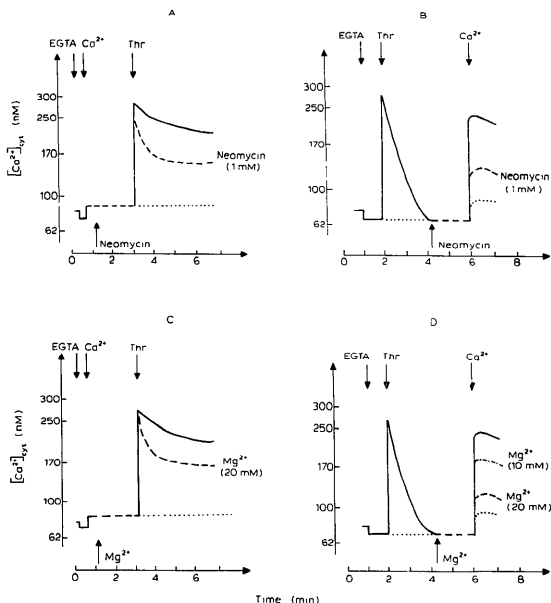 A
EGTA Ca²⁺ Thr
[Ca²⁺]cyt (nM)
300
250
170
100
62
Neomycin
(1mM)
Neomycin
0 2 4 6
B
EGTA Thr Ca²⁺
300
250
170
100
62
Neomycin
(1mM)
Neomycin
0 2 4 6 8
C
EGTA Ca²⁺ Thr
[Ca²⁺]cyt (nM)
300
250
170
100
62
Mg²⁺
(20 mM)
Mg²⁺
0 2 4 6
D
EGTA Thr Ca²⁺
300
250
170
100
62
Mg²⁺
(10 mM)
Mg²⁺
(20 mM)
Mg²⁺
0 2 4 6 8
Time (min)